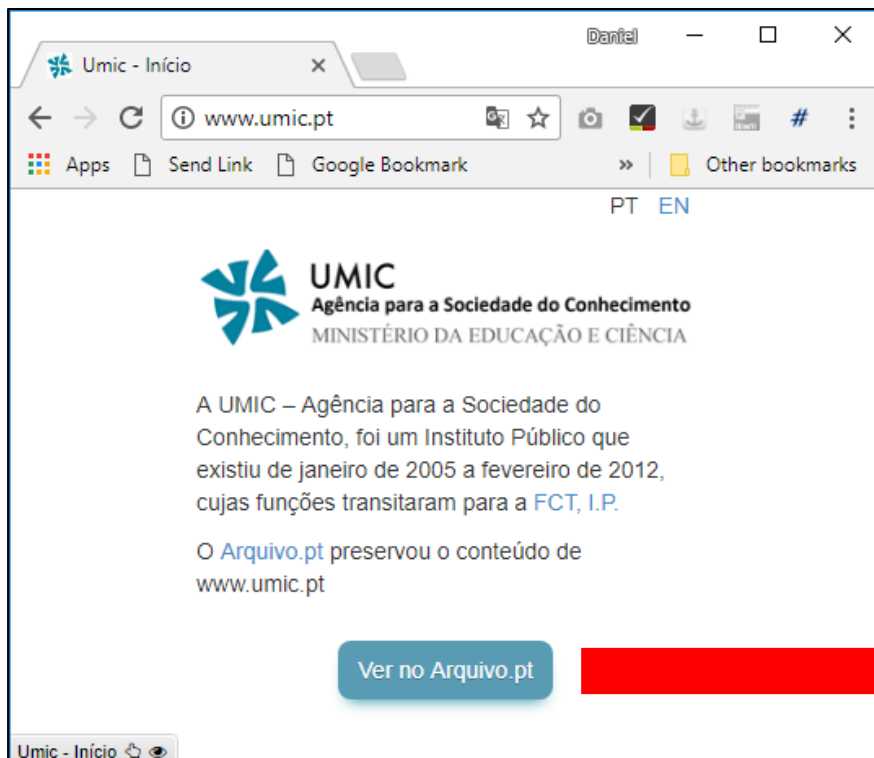 Daniel
Umic - Início
www.umic.pt
Apps Send Link Google Bookmark » Other bookmarks
PT EN
UMIC
Agência para a Sociedade do Conhecimento
MINISTÉRIO DA EDUCAÇÃO E CIÊNCIA
A UMIC – Agência para a Sociedade do
Conhecimento, foi um Instituto Público que
existiu de janeiro de 2005 a fevereiro de 2012,
cujas funções transitaram para a FCT, I.P.
O Arquivo.pt preservou o conteúdo de
www.umic.pt
Ver no Arquivo.pt
Umic - Início